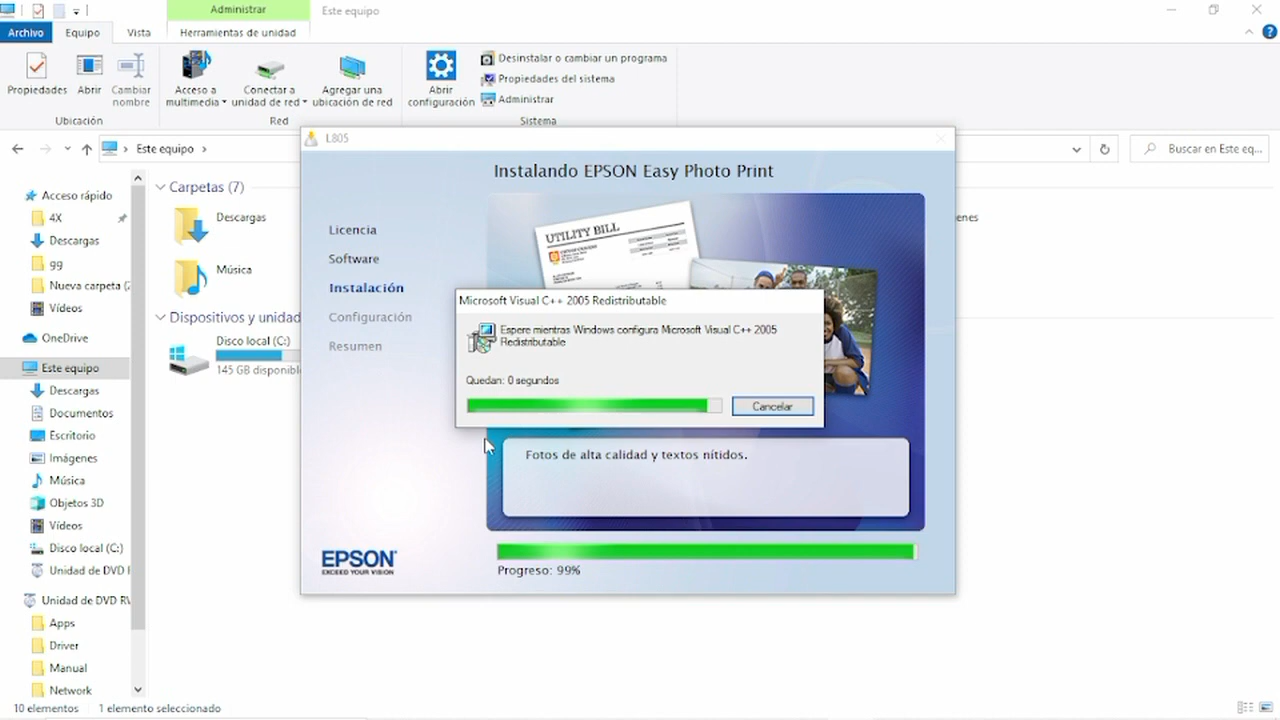 Administrar
Este equipo
Archivo
Equipo
Vista
Herramientas de unidad
Propiedades
Abrir
Cambiar
nombre
Ubicación
Acceso a
multimedia
Conectar a
unidad de red
Agregar una
ubicación de red
Red
Abrir
configuración
Desinstalar o cambiar un programa
Propiedades del sistema
Administrar
Sistema
Este equipo
Buscar en Este eq...
Acceso rápido
4X
Descargas
gg
Nueva carpeta (2
Vídeos
OneDrive
Este equipo
Descargas
Documentos
Escritorio
Imágenes
Música
Objetos 3D
Vídeos
Disco local (C:)
Unidad de DVD R
Unidad de DVD RW
Apps
Driver
Manual
Network
Carpetas (7)
Descargas
Música
enes
Dispositivos y unidad
Disco local (C:)
145 GB disponible
L805
Instalando EPSON Easy Photo Print
Licencia
Software
Instalación
Configuración
Resumen
UTILITY BILL
Microsoft Visual C++ 2005 Redistributable
Espere mientras Windows configura Microsoft Visual C++ 2005
Redistributable
Quedan: 0 segundos
Cancelar
Fotos de alta calidad y textos nítidos.
EPSON
EXCEED YOUR VISION
Progreso: 99%
10 elementos
1 elemento seleccionado